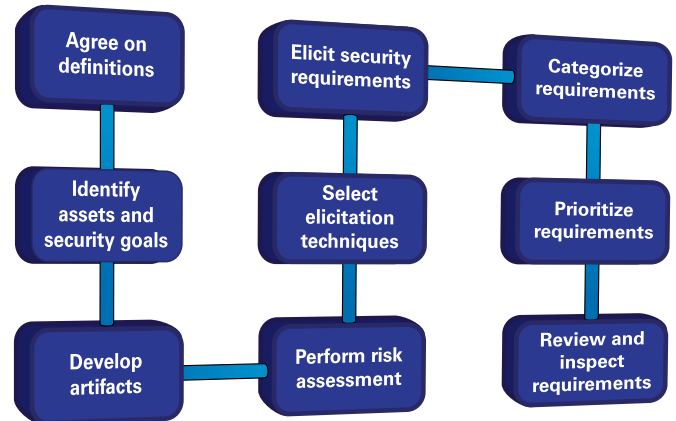 Agree on
definitions
Identify
assets and
security goals
Develop
artifacts
Perform risk
assessment
Select
elicitation
techniques
Elicit security
requirements
Categorize
requirements
Prioritize
requirements
Review and
inspect
requirements